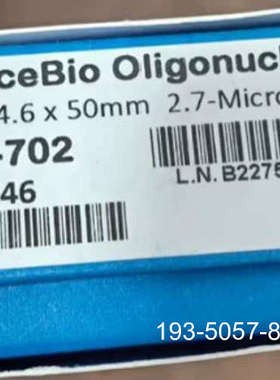 ceBio Oligonuc
4.6 x 50mm 2.7-Micro
702
46
L.N. B2275
193-5057-8